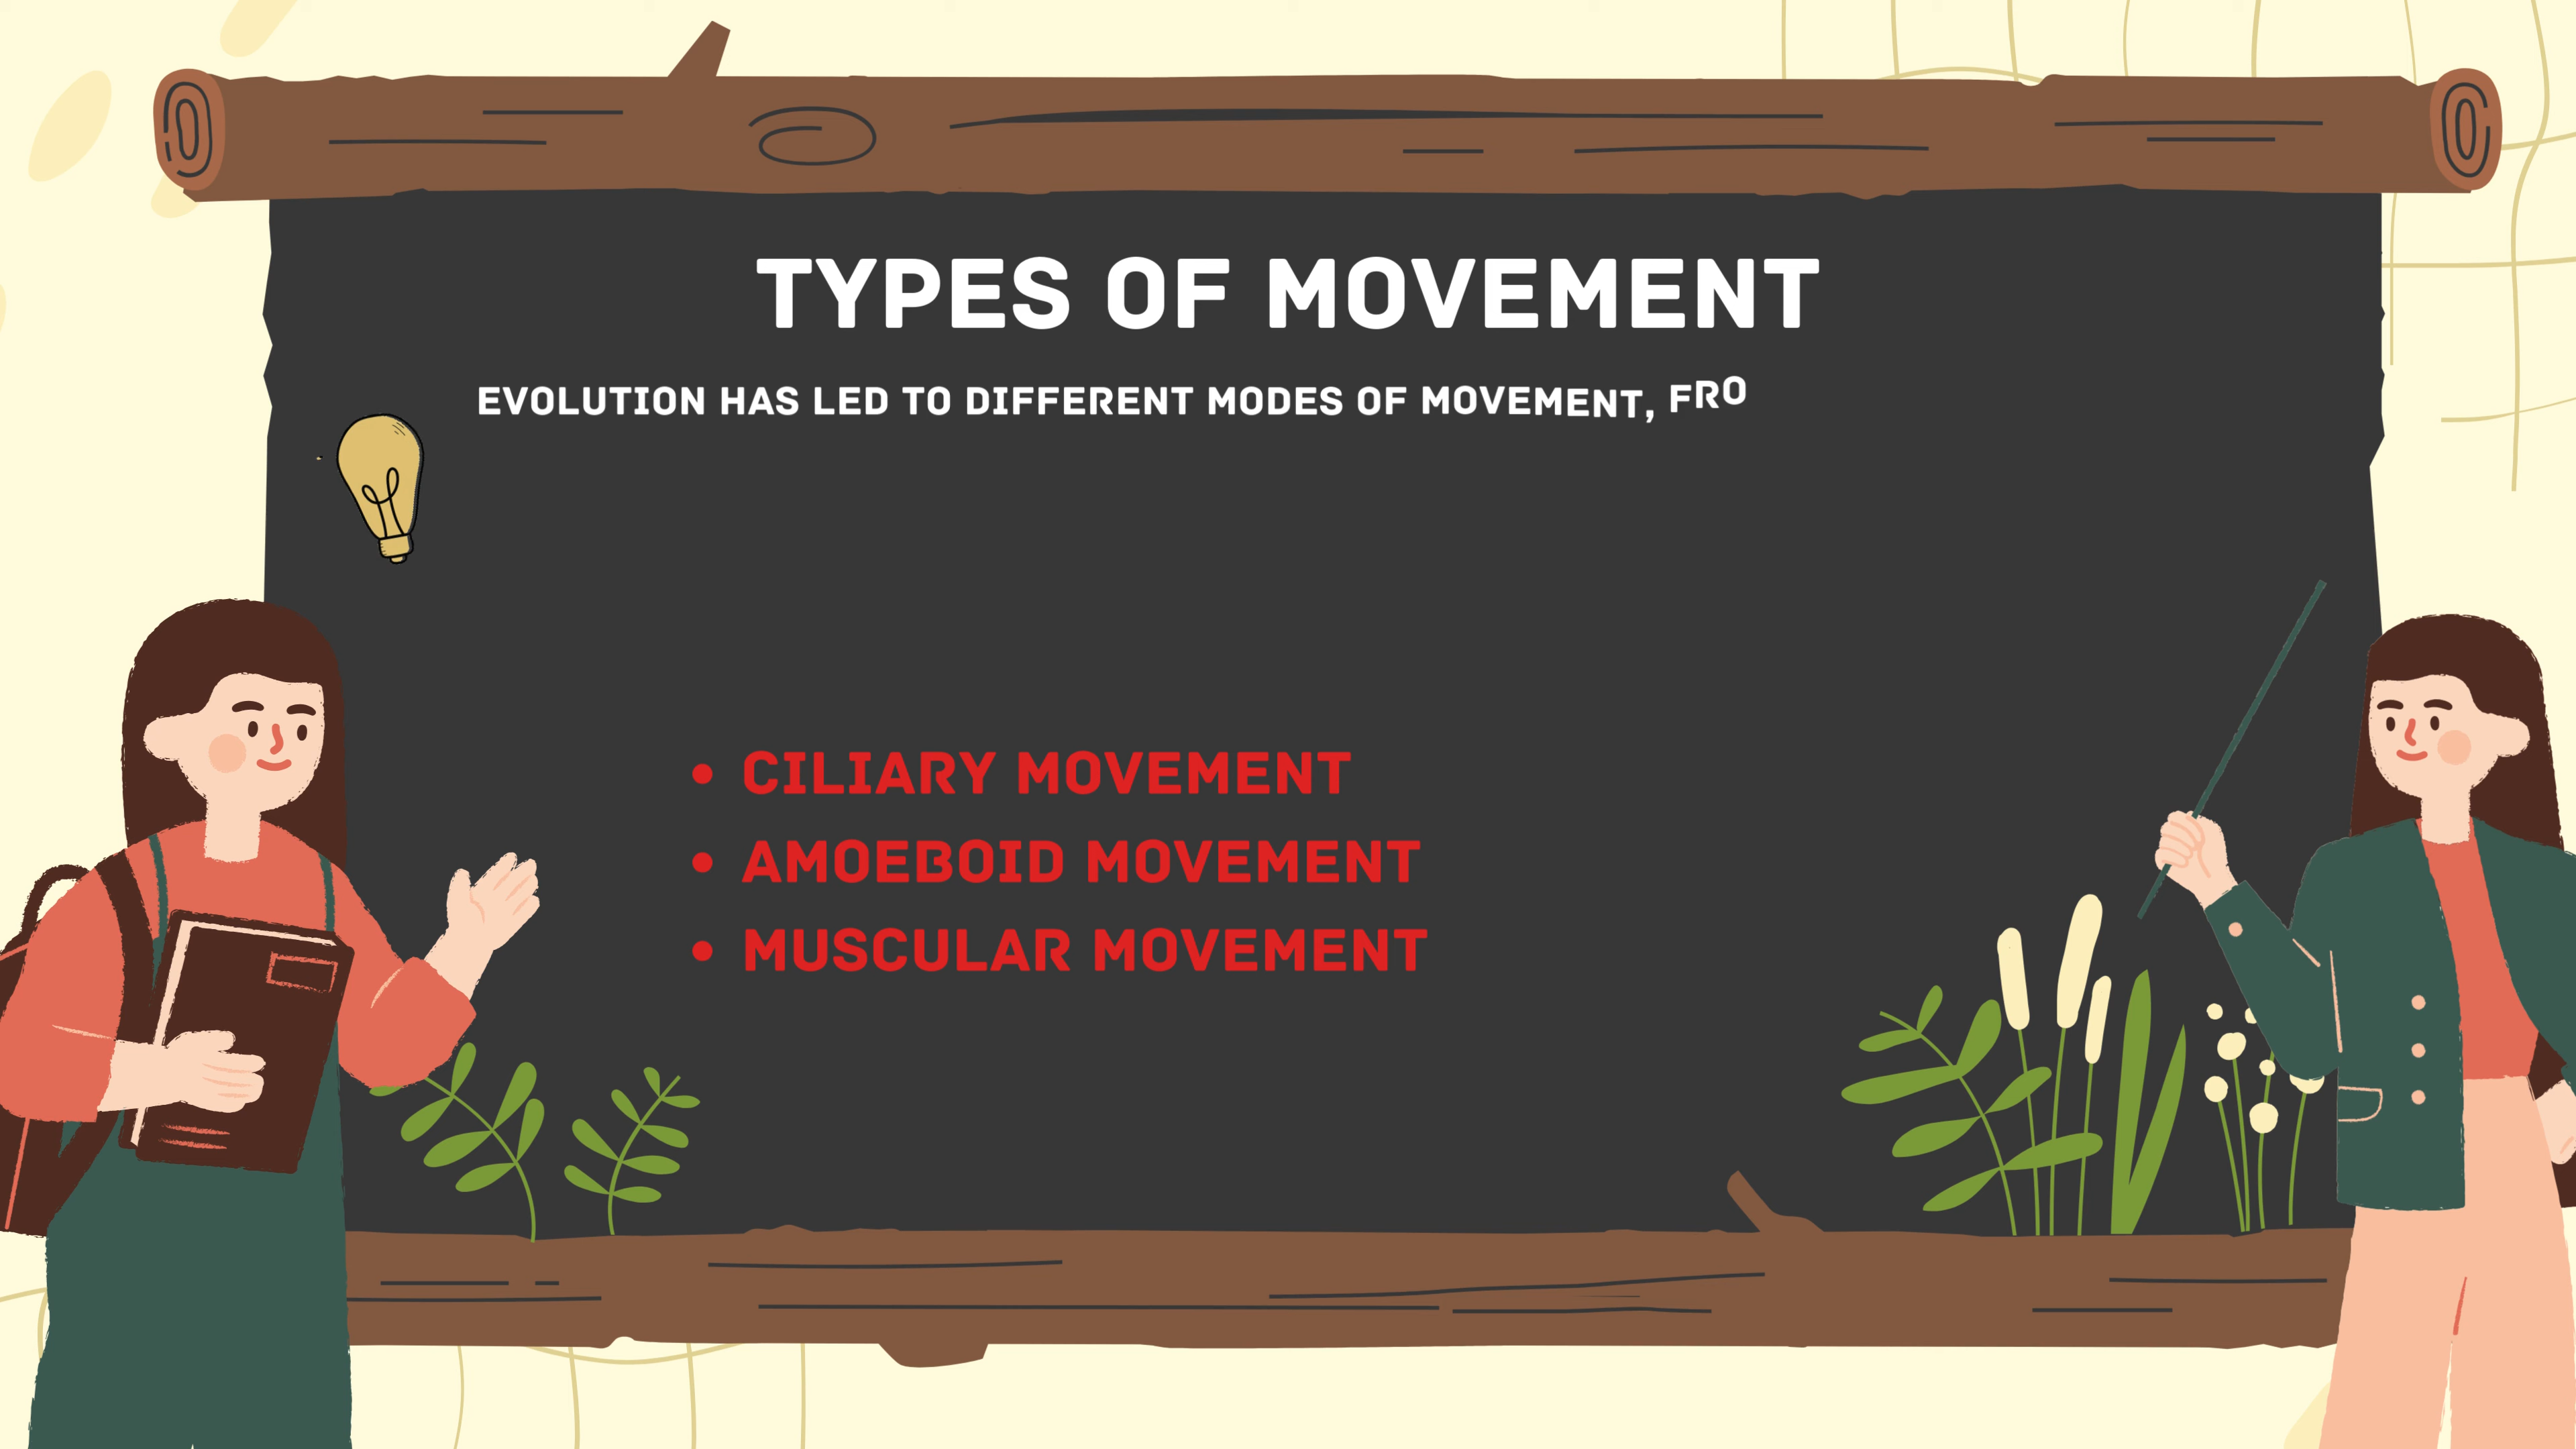 TYPES OF MOVEMENT
EVOLUTION HAS LED TO DIFFERENT MODES OF MOVEMENT, FRO
• CILIARY MOVEMENT
• AMOEBOID MOVEMENT
• MUSCULAR MOVEMENT